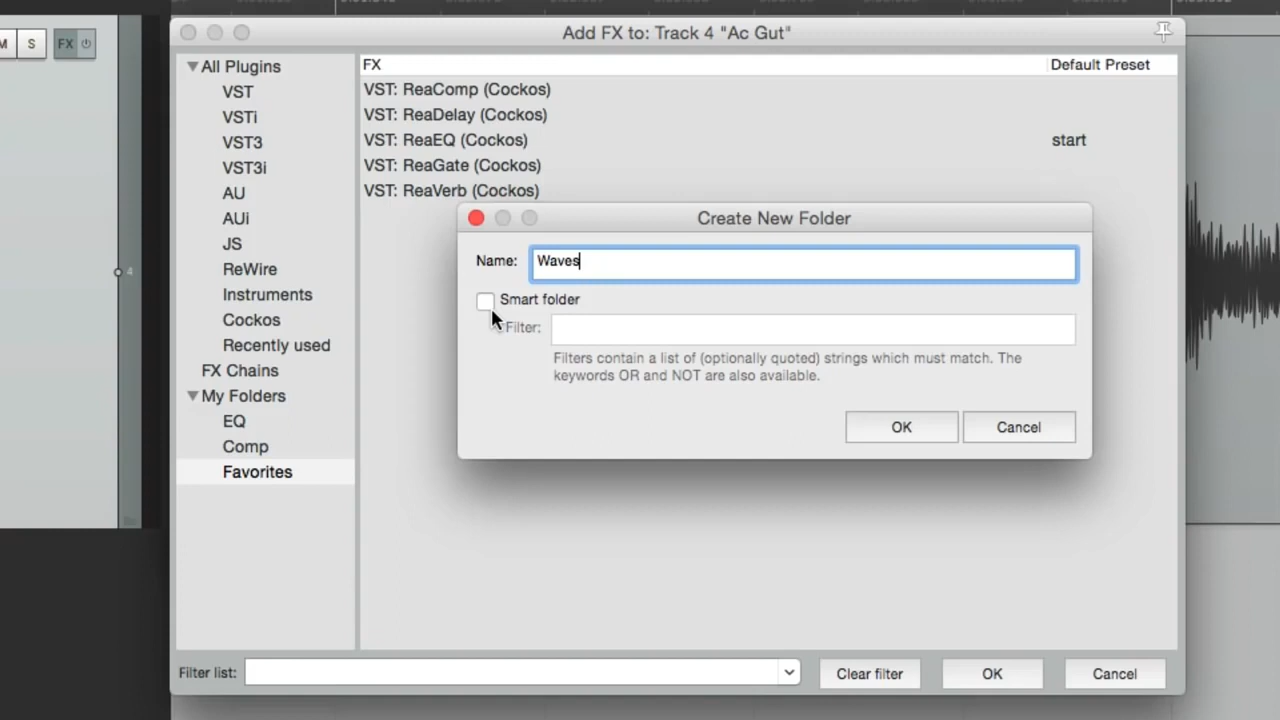 M S FX
Add FX to: Track 4 "Ac Gut"
All Plugins
VST
VSTi
VST3
VST3i
AU
AUi
JS
ReWire
Instruments
Cockos
Recently used
FX Chains
My Folders
EQ
Comp
Favorites
FX Default Preset
VST: ReaComp (Cockos)
VST: ReaDelay (Cockos)
VST: ReaEQ (Cockos) start
VST: ReaGate (Cockos)
VST: ReaVerb (Cockos)
Create New Folder
Name: Waves
Smart folder
Filter:
Filters contain a list of (optionally quoted) strings which must match. The
keywords OR and NOT are also available.
OK Cancel
4
Filter list: Clear filter OK Cancel